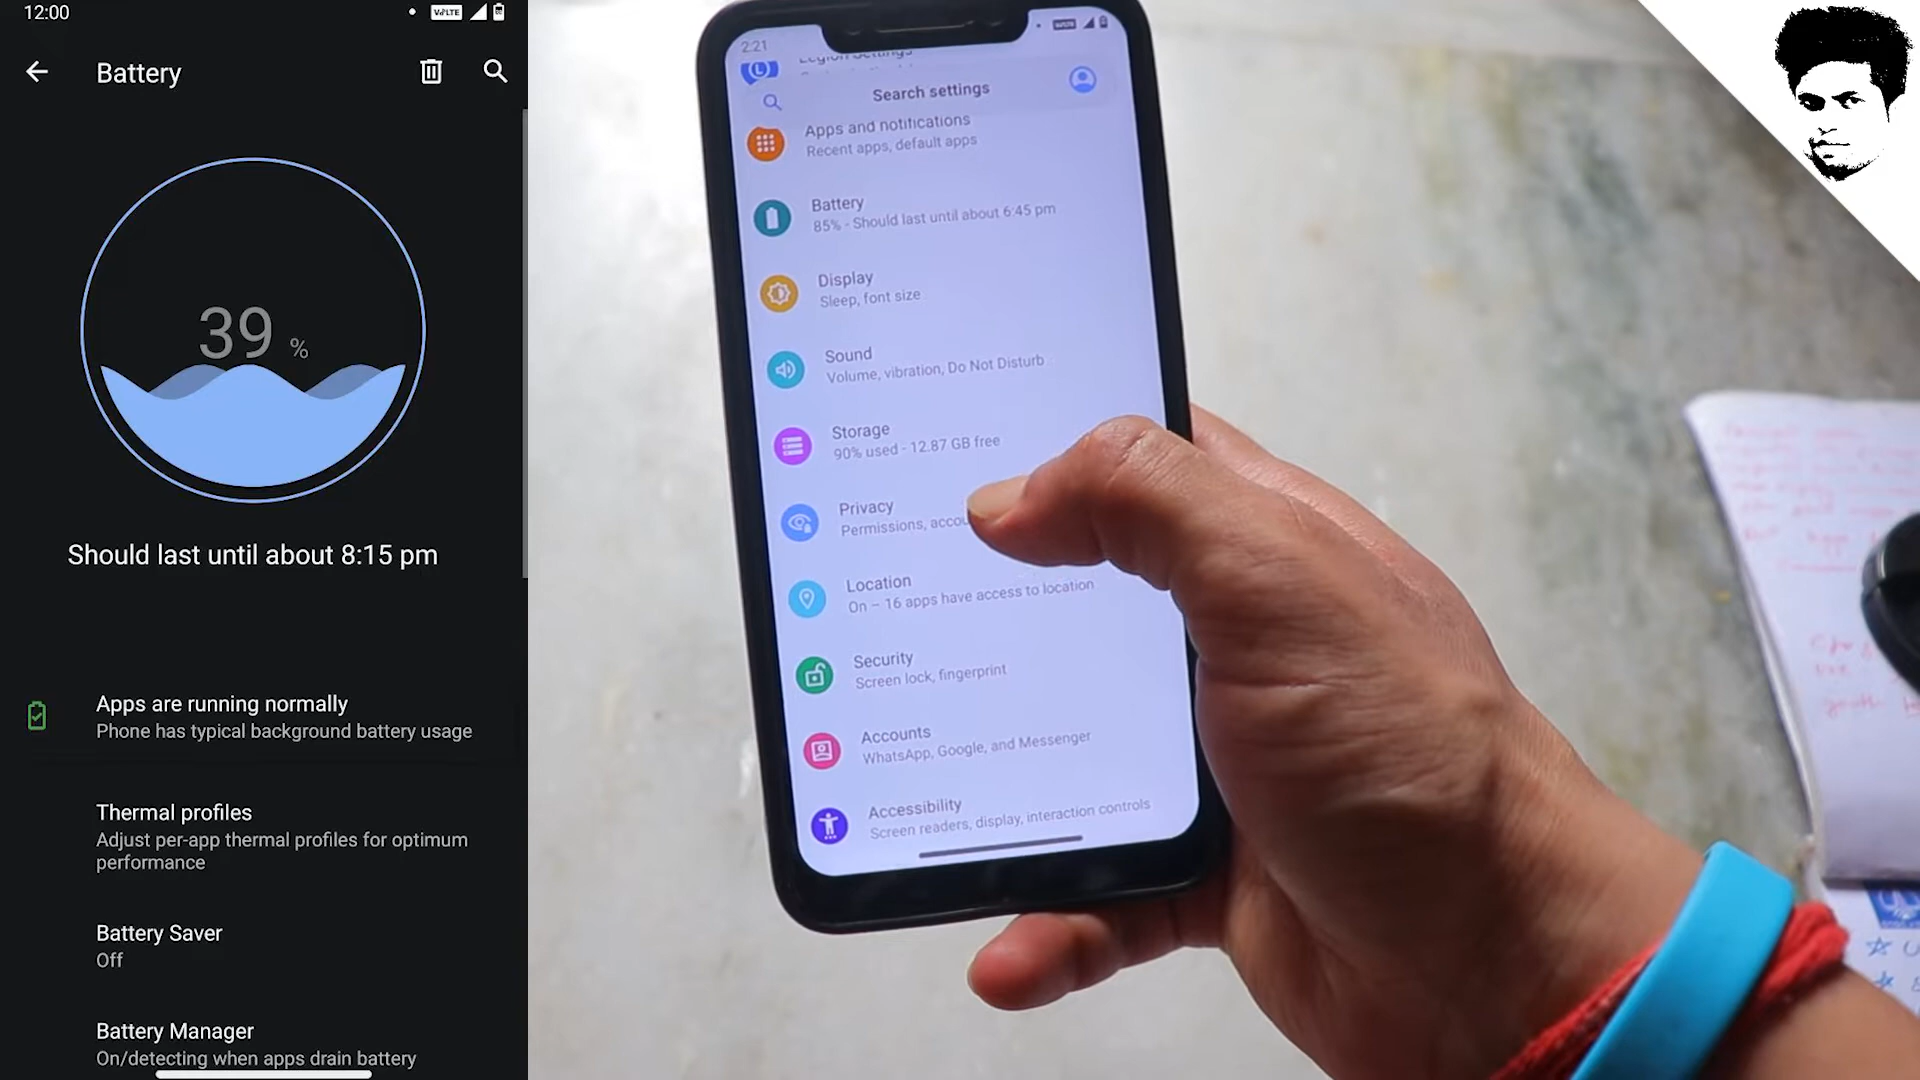 12:00
VoLTE
Battery
39 %
Should last until about 8:15 pm
Apps are running normally
Phone has typical background battery usage
Thermal profiles
Adjust per-app thermal profiles for optimum
performance
Battery Saver
Off
Battery Manager
On/detecting when apps drain battery
2:21
Legion Settings
Search settings
Apps and notifications
Recent apps, default apps
Battery
85% - Should last until about 6:45 pm
Display
Sleep, font size
Sound
Volume, vibration, Do Not Disturb
Storage
90% used - 12.87 GB free
Privacy
Permissions,
Location
On – 16 apps have access to location
Security
Screen lock, fingerprint
Accounts
WhatsApp, Google, and Messenger
Accessibility
Screen readers, display, interaction controls